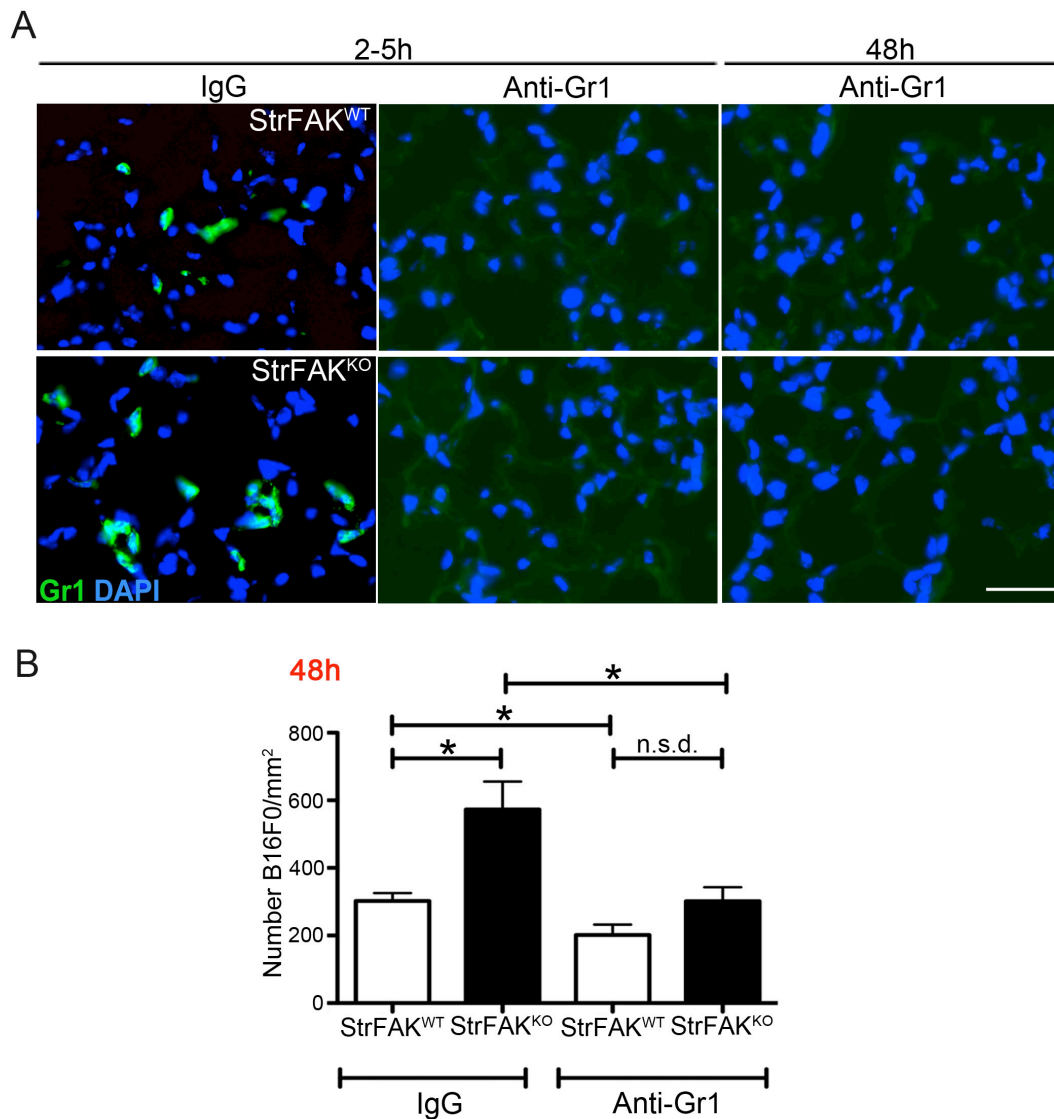 A
2-5h 48h
IgG Anti-Gr1 Anti-Gr1
StrFAK^WT
StrFAK^KO
Gr1 DAPI
B
48h
*
*
* n.s.d.
Number B16F0/mm²
800
600
400
200
0
StrFAK^WT StrFAK^KO StrFAK^WT StrFAK^KO
IgG Anti-Gr1